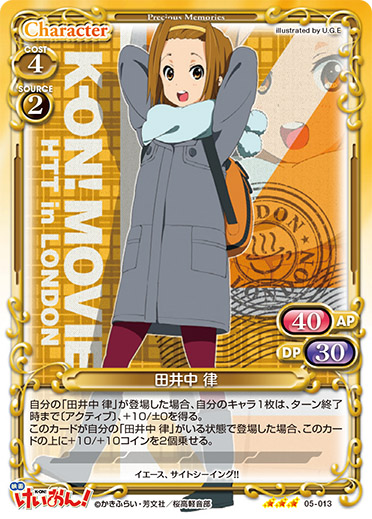 Precious Memories
Character
illustrated by U.G.E
COST
4
SOURCE
2
K-ON! MOVIE
HTT in LONDON
40 AP
DP 30
田井中 律
自分の「田井中 律」が登場した場合、自分のキャラ1枚は、ターン終了
時まで〔アクティブ〕、+10/±0を得る。
このカードが自分の「田井中 律」がいる状態で登場した場合、このカー
ドの上に+10/+10コインを2個乗せる。
イエース、サイトシーイング!!
映画
K-ON!
けいおん!
©かきふらい・芳文社／桜高軽音部
05-013